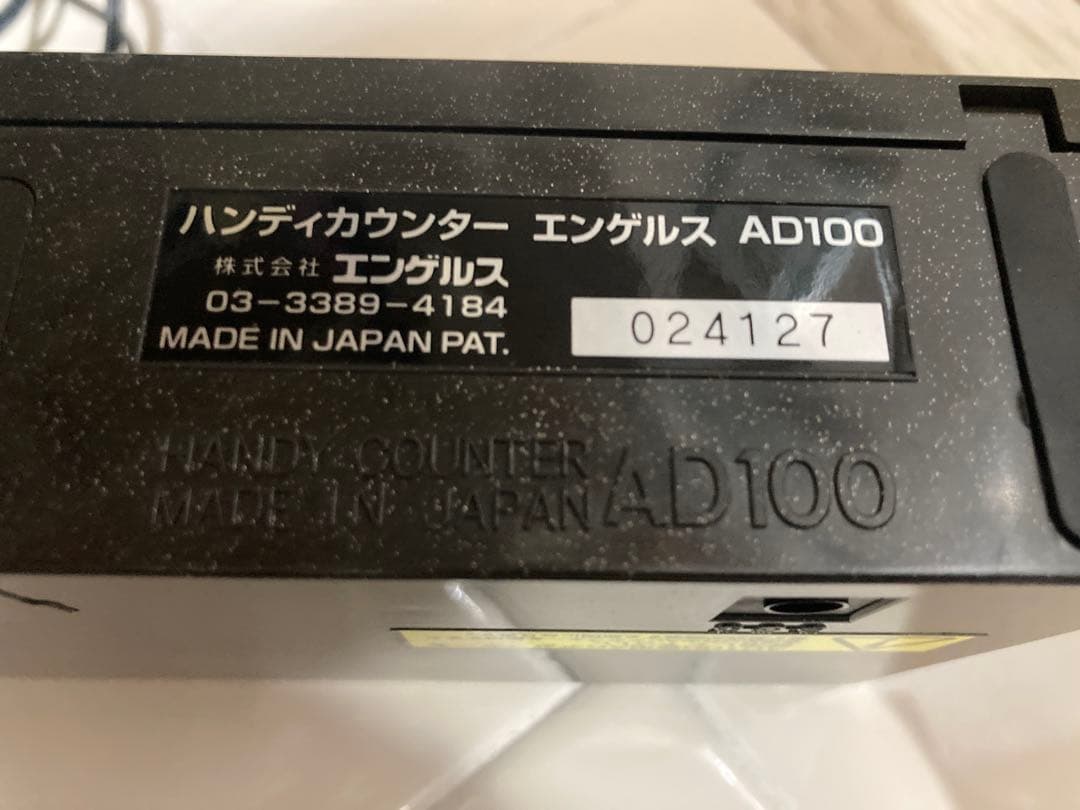 ハンディカウンター エンゲルス AD100
株式会社 エンゲルス
03-3389-4184
MADE IN JAPAN PAT.
024127
HANDY COUNTER
MADE IN JAPAN AD100